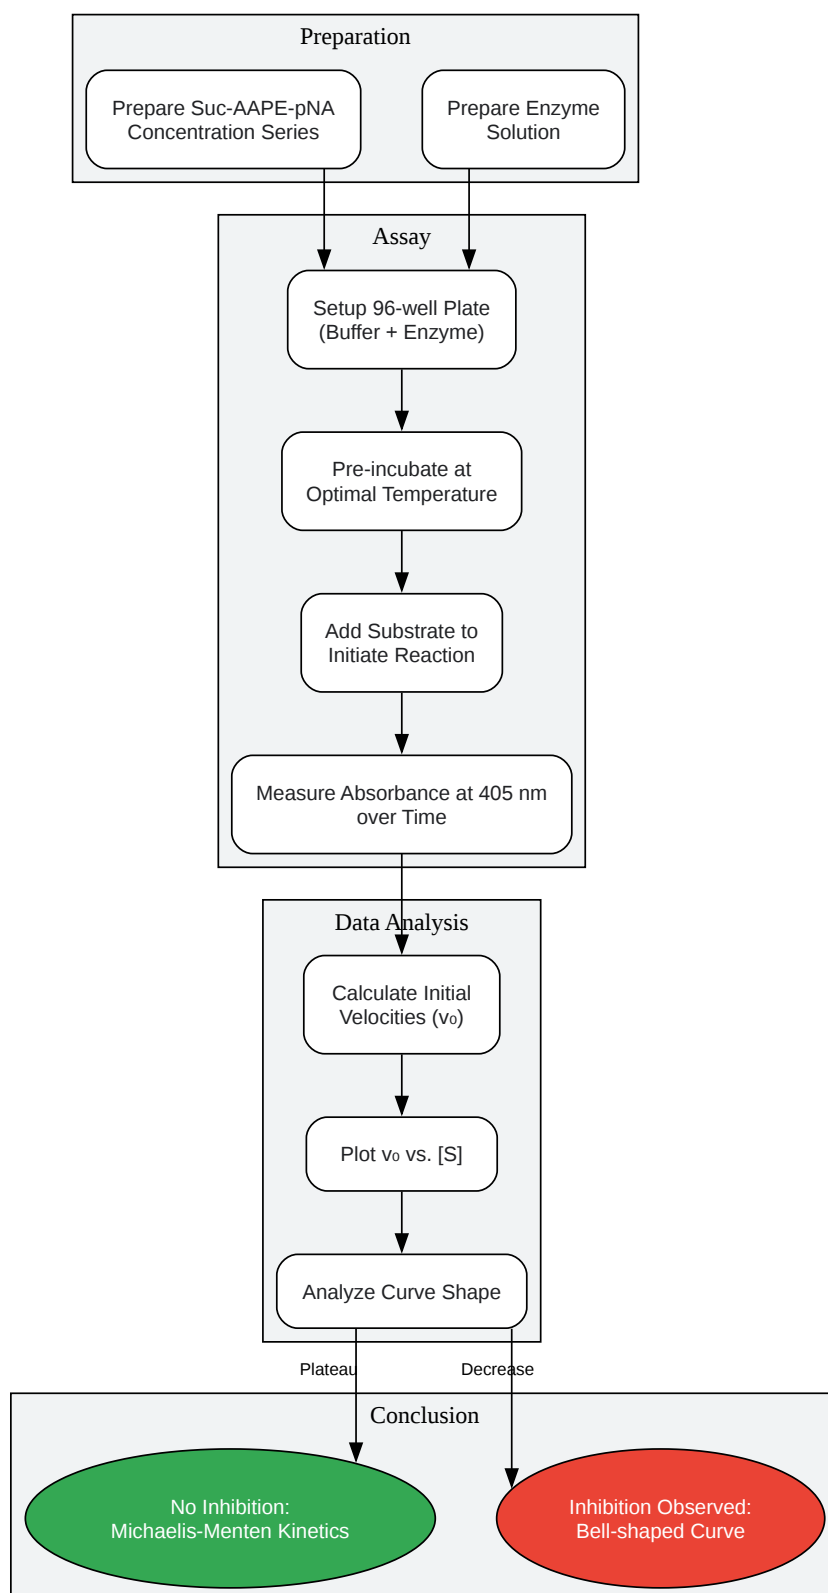 Preparation
Prepare Suc-AAPE-pNA
Concentration Series
Prepare Enzyme
Solution
Assay
Setup 96-well Plate
(Buffer + Enzyme)
Pre-incubate at
Optimal Temperature
Add Substrate to
Initiate Reaction
Measure Absorbance at 405 nm
over Time
Data Analysis
Calculate Initial
Velocities (v₀)
Plot v₀ vs. [S]
Analyze Curve Shape
Plateau
Decrease
Conclusion
No Inhibition:
Michaelis-Menten Kinetics
Inhibition Observed:
Bell-shaped Curve